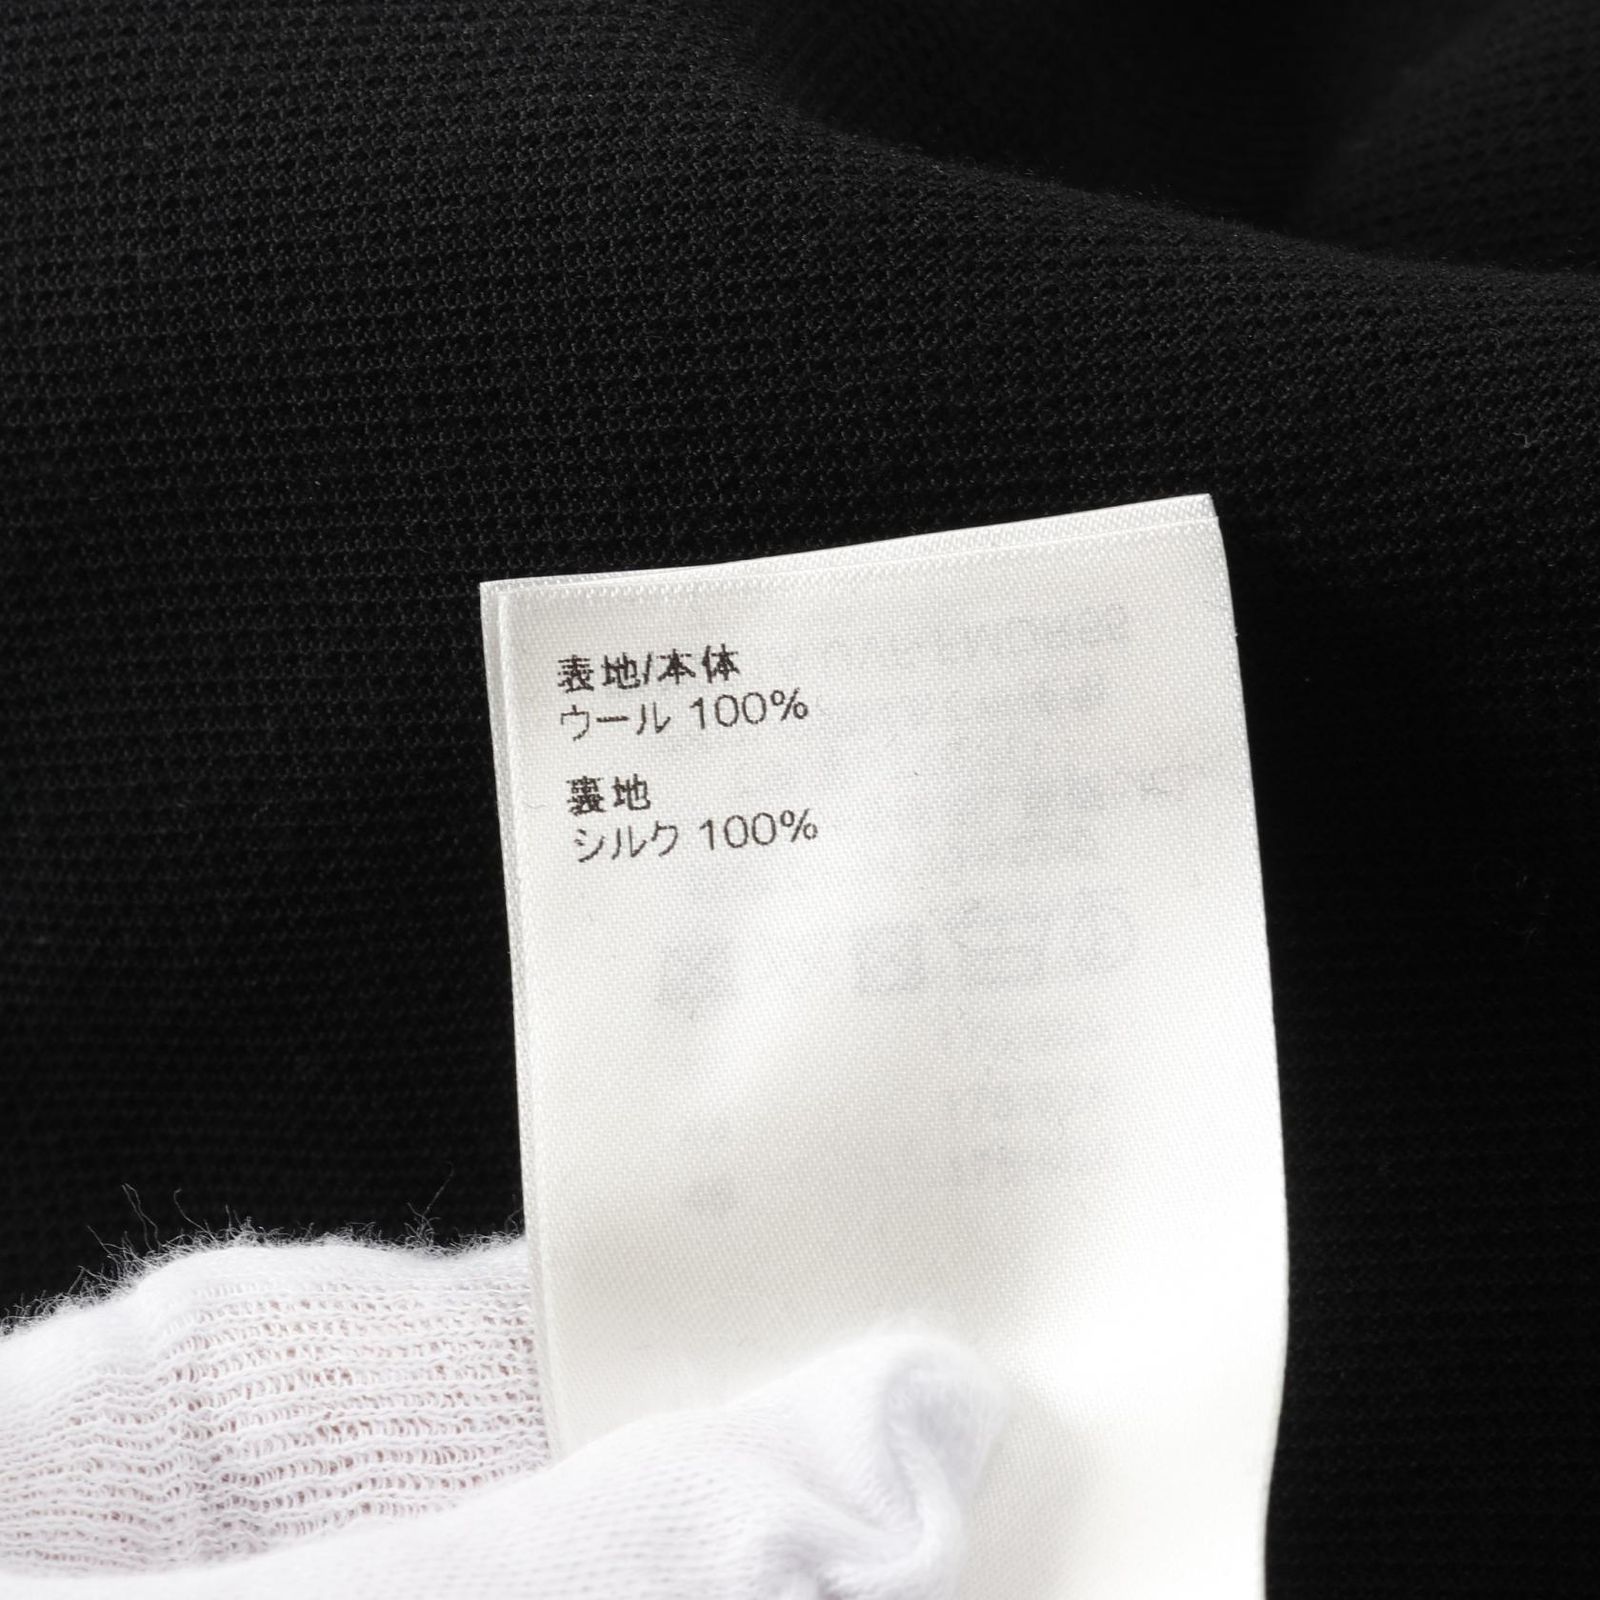 表地/本体
ウール 100%
裏地
シルク 100%